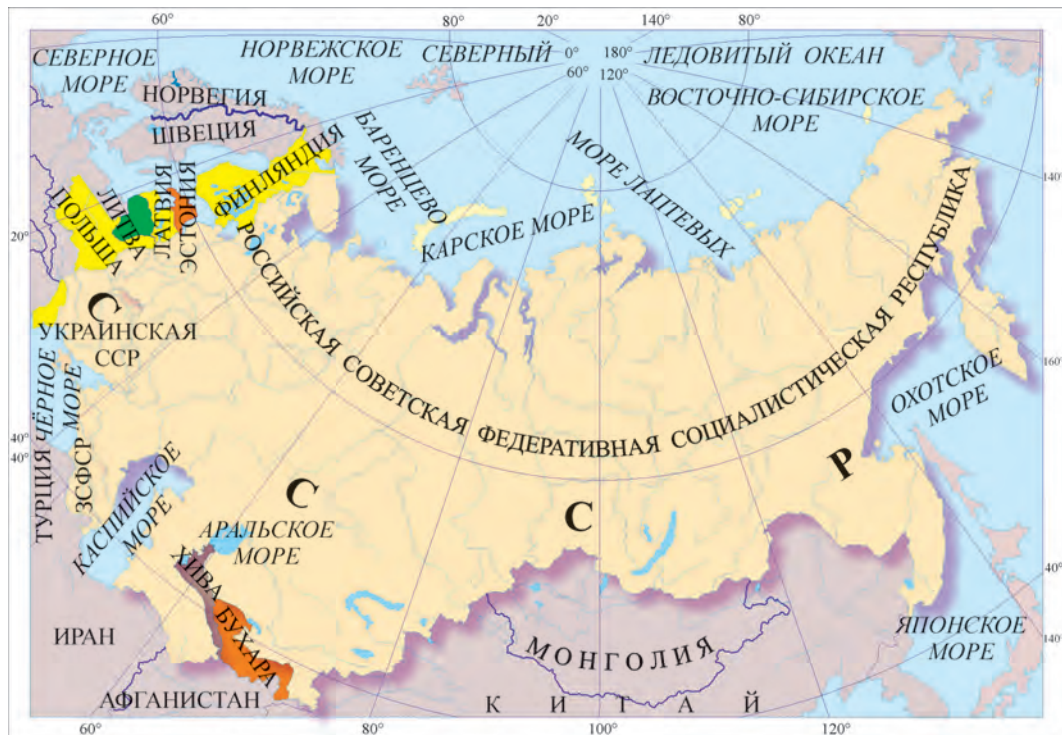 60°
80°
20°
140°
80°
СЕВЕРНОЕ
МОРЕ
НОРВЕЖСКОЕ
МОРЕ
СЕВЕРНЫЙ
0°
180°
ЛЕДОВИТЫЙ ОКЕАН
60°
120°
НОРВЕГИЯ
ШВЕЦИЯ
ВОСТОЧНО-СИБИРСКОЕ
МОРЕ
БАРЕНЦЕВО
МОРЕ
МОРЕ ЛАПТЕВЫХ
КАРСКОЕ МОРЕ
140°
ФИНЛЯНДИЯ
ЭСТОНИЯ
ЛАТВИЯ
ЛИТВА
ПОЛЬША
20°
РОССИЙСКАЯ СОВЕТСКАЯ ФЕДЕРАТИВНАЯ СОЦИАЛИСТИЧЕСКАЯ РЕСПУБЛИКА
С
УКРАИНСКАЯ
ССР
160°
ОХОТСКОЕ
МОРЕ
ЧЁРНОЕ
МОРЕ
ТУРЦИЯ
ЗСФСР
40°
40°
КАСПИЙСКОЕ
МОРЕ
С
С
Р
АРАЛЬСКОЕ
МОРЕ
ХИВА
БУХАРА
40°
140°
ИРАН
АФГАНИСТАН
МОНГОЛИЯ
КИТАЙ
ЯПОНСКОЕ
МОРЕ
60°
80°
100°
120°